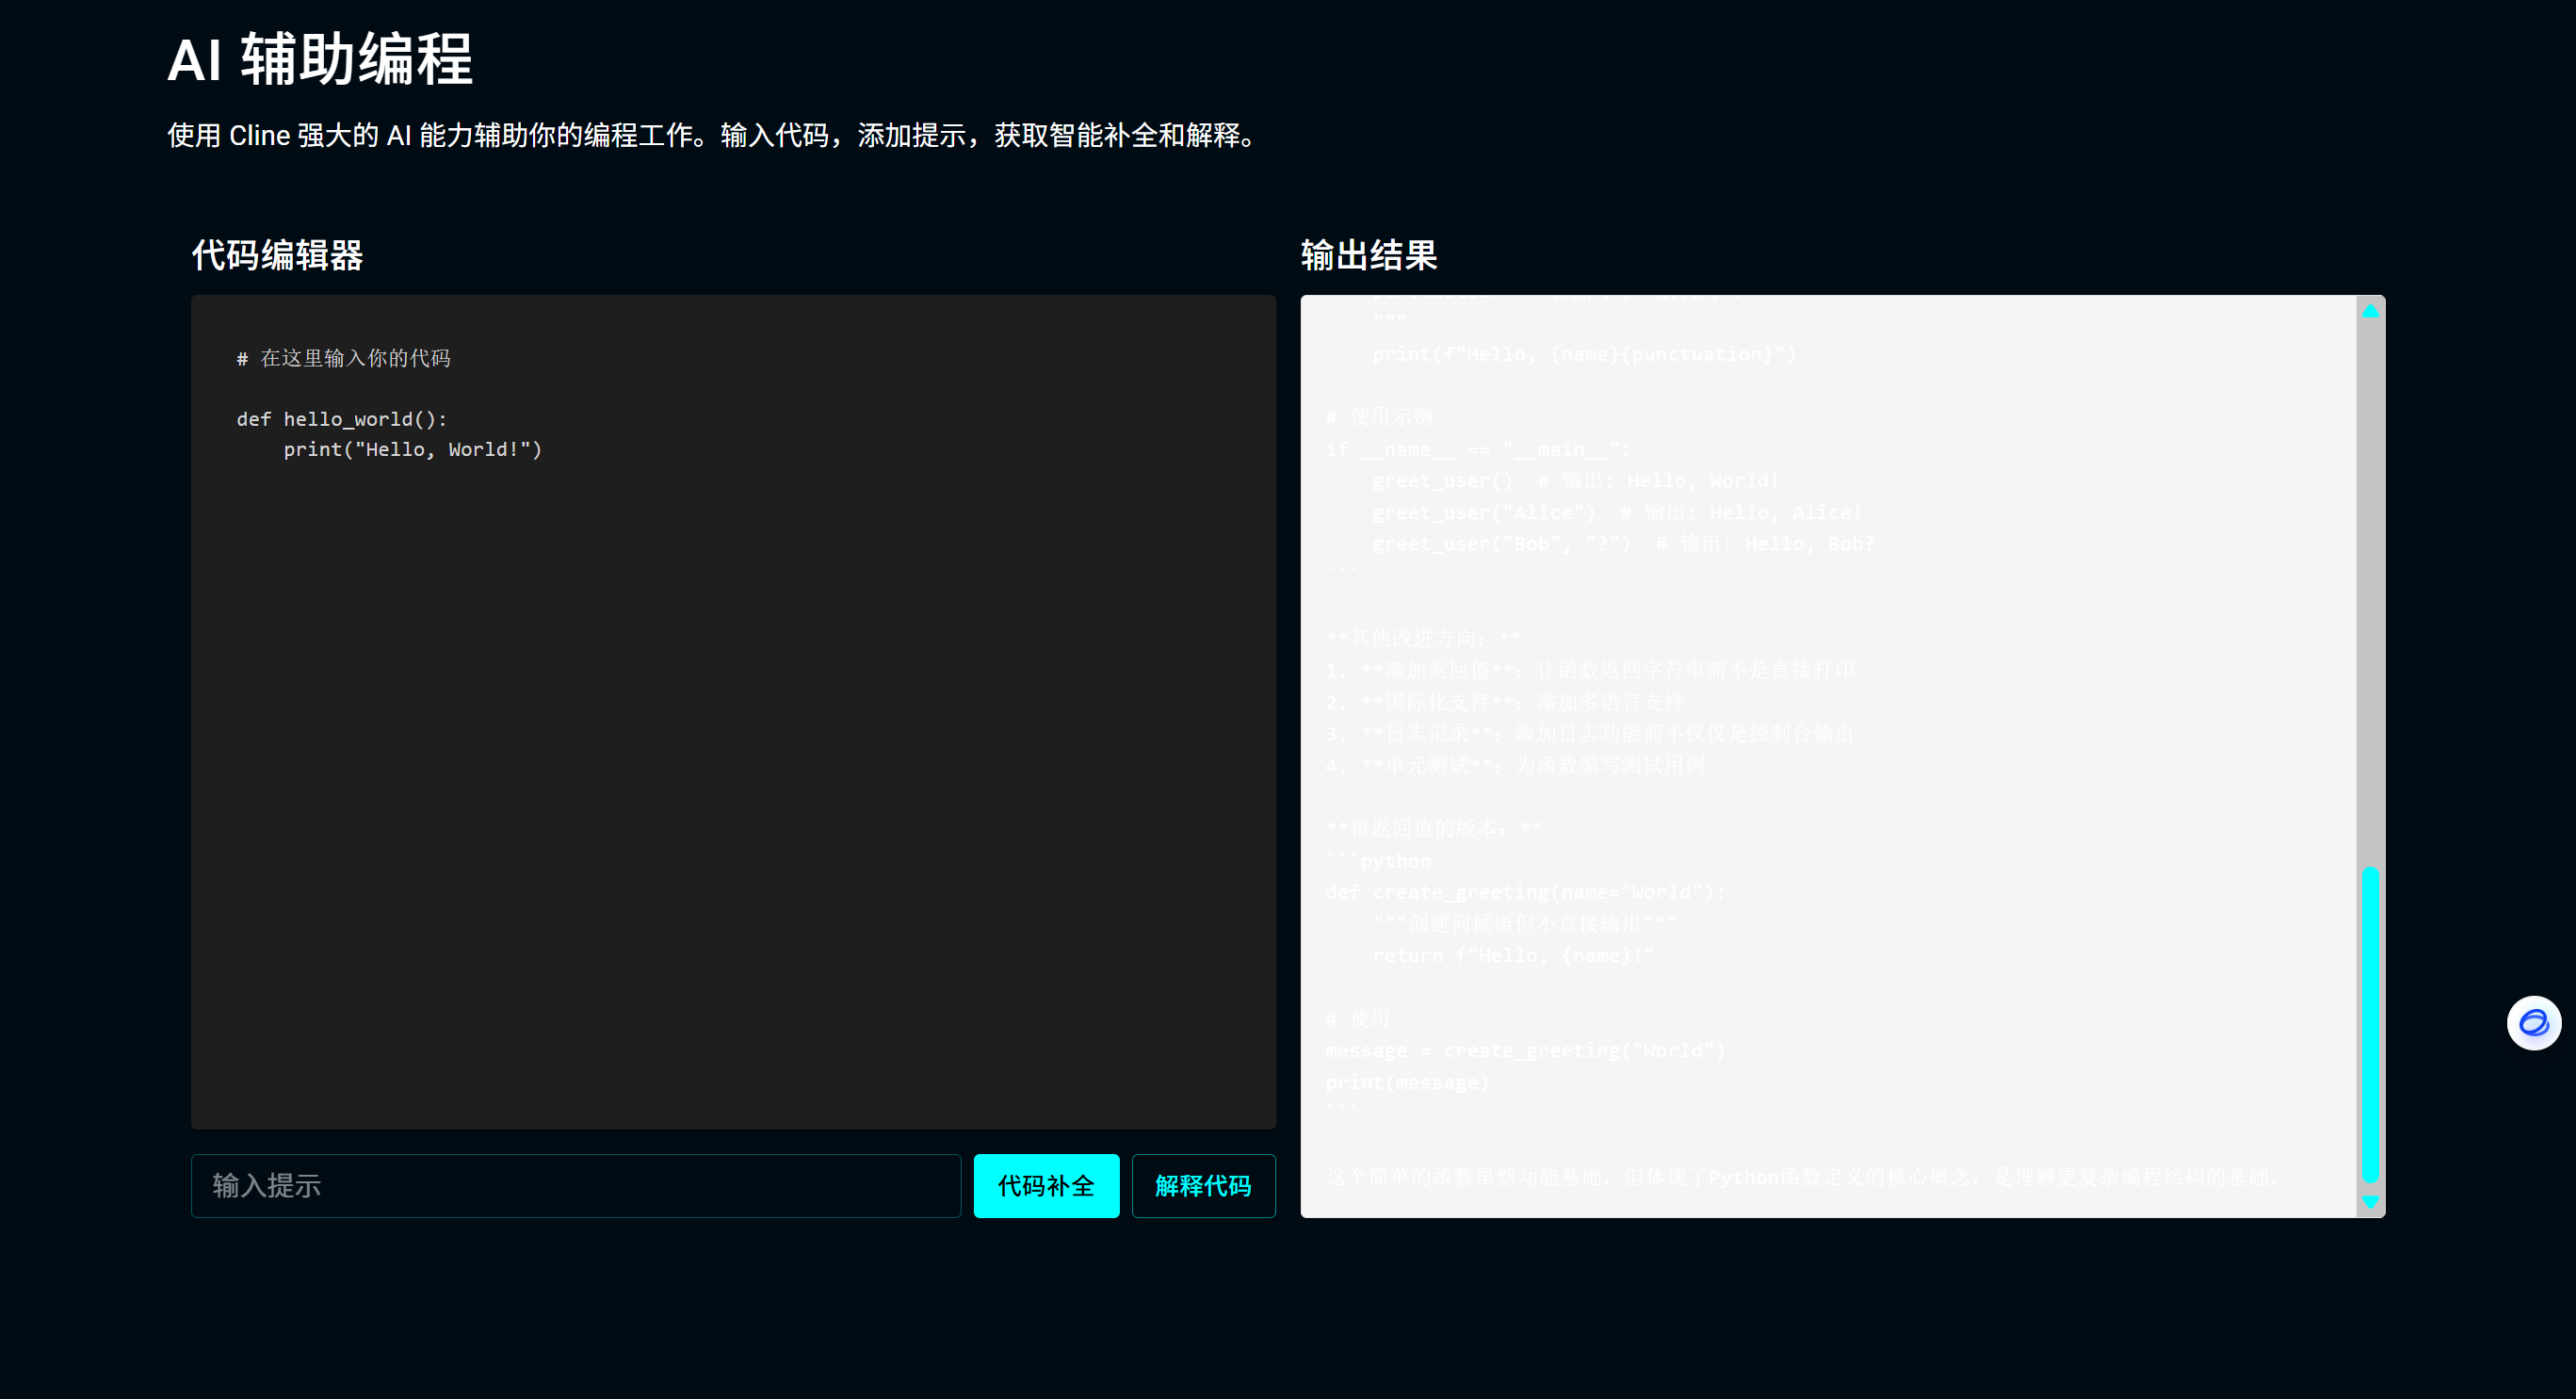 AI 辅助编程
使用 Cline 强大的 AI 能力辅助你的编程工作。输入代码，添加提示，获取智能补全和解释。
代码编辑器
# 在这里输入你的代码
def hello_world():
    print("Hello, World!")
输入提示
代码补全
解释代码
输出结果
    """
    print(f"Hello, {name}{punctuation}")
# 使用示例
if __name__ == "__main__":
    greet_user()  # 输出: Hello, World!
    greet_user("Alice")  # 输出: Hello, Alice!
    greet_user("Bob", "?")  # 输出: Hello, Bob?
```
**其他改进方向：**
1. **添加返回值**：让函数返回字符串而不是直接打印
2. **国际化支持**：添加多语言支持
3. **日志记录**：添加日志功能而不仅仅是控制台输出
4. **单元测试**：为函数编写测试用例
**带返回值的版本：**
```python
def create_greeting(name="World"):
    """创建问候语但不直接输出"""
    return f"Hello, {name}!"
# 使用
message = create_greeting("World")
print(message)
```
这个简单的函数虽然功能基础，但体现了Python函数定义的核心概念，是理解更复杂编程结构的基础。